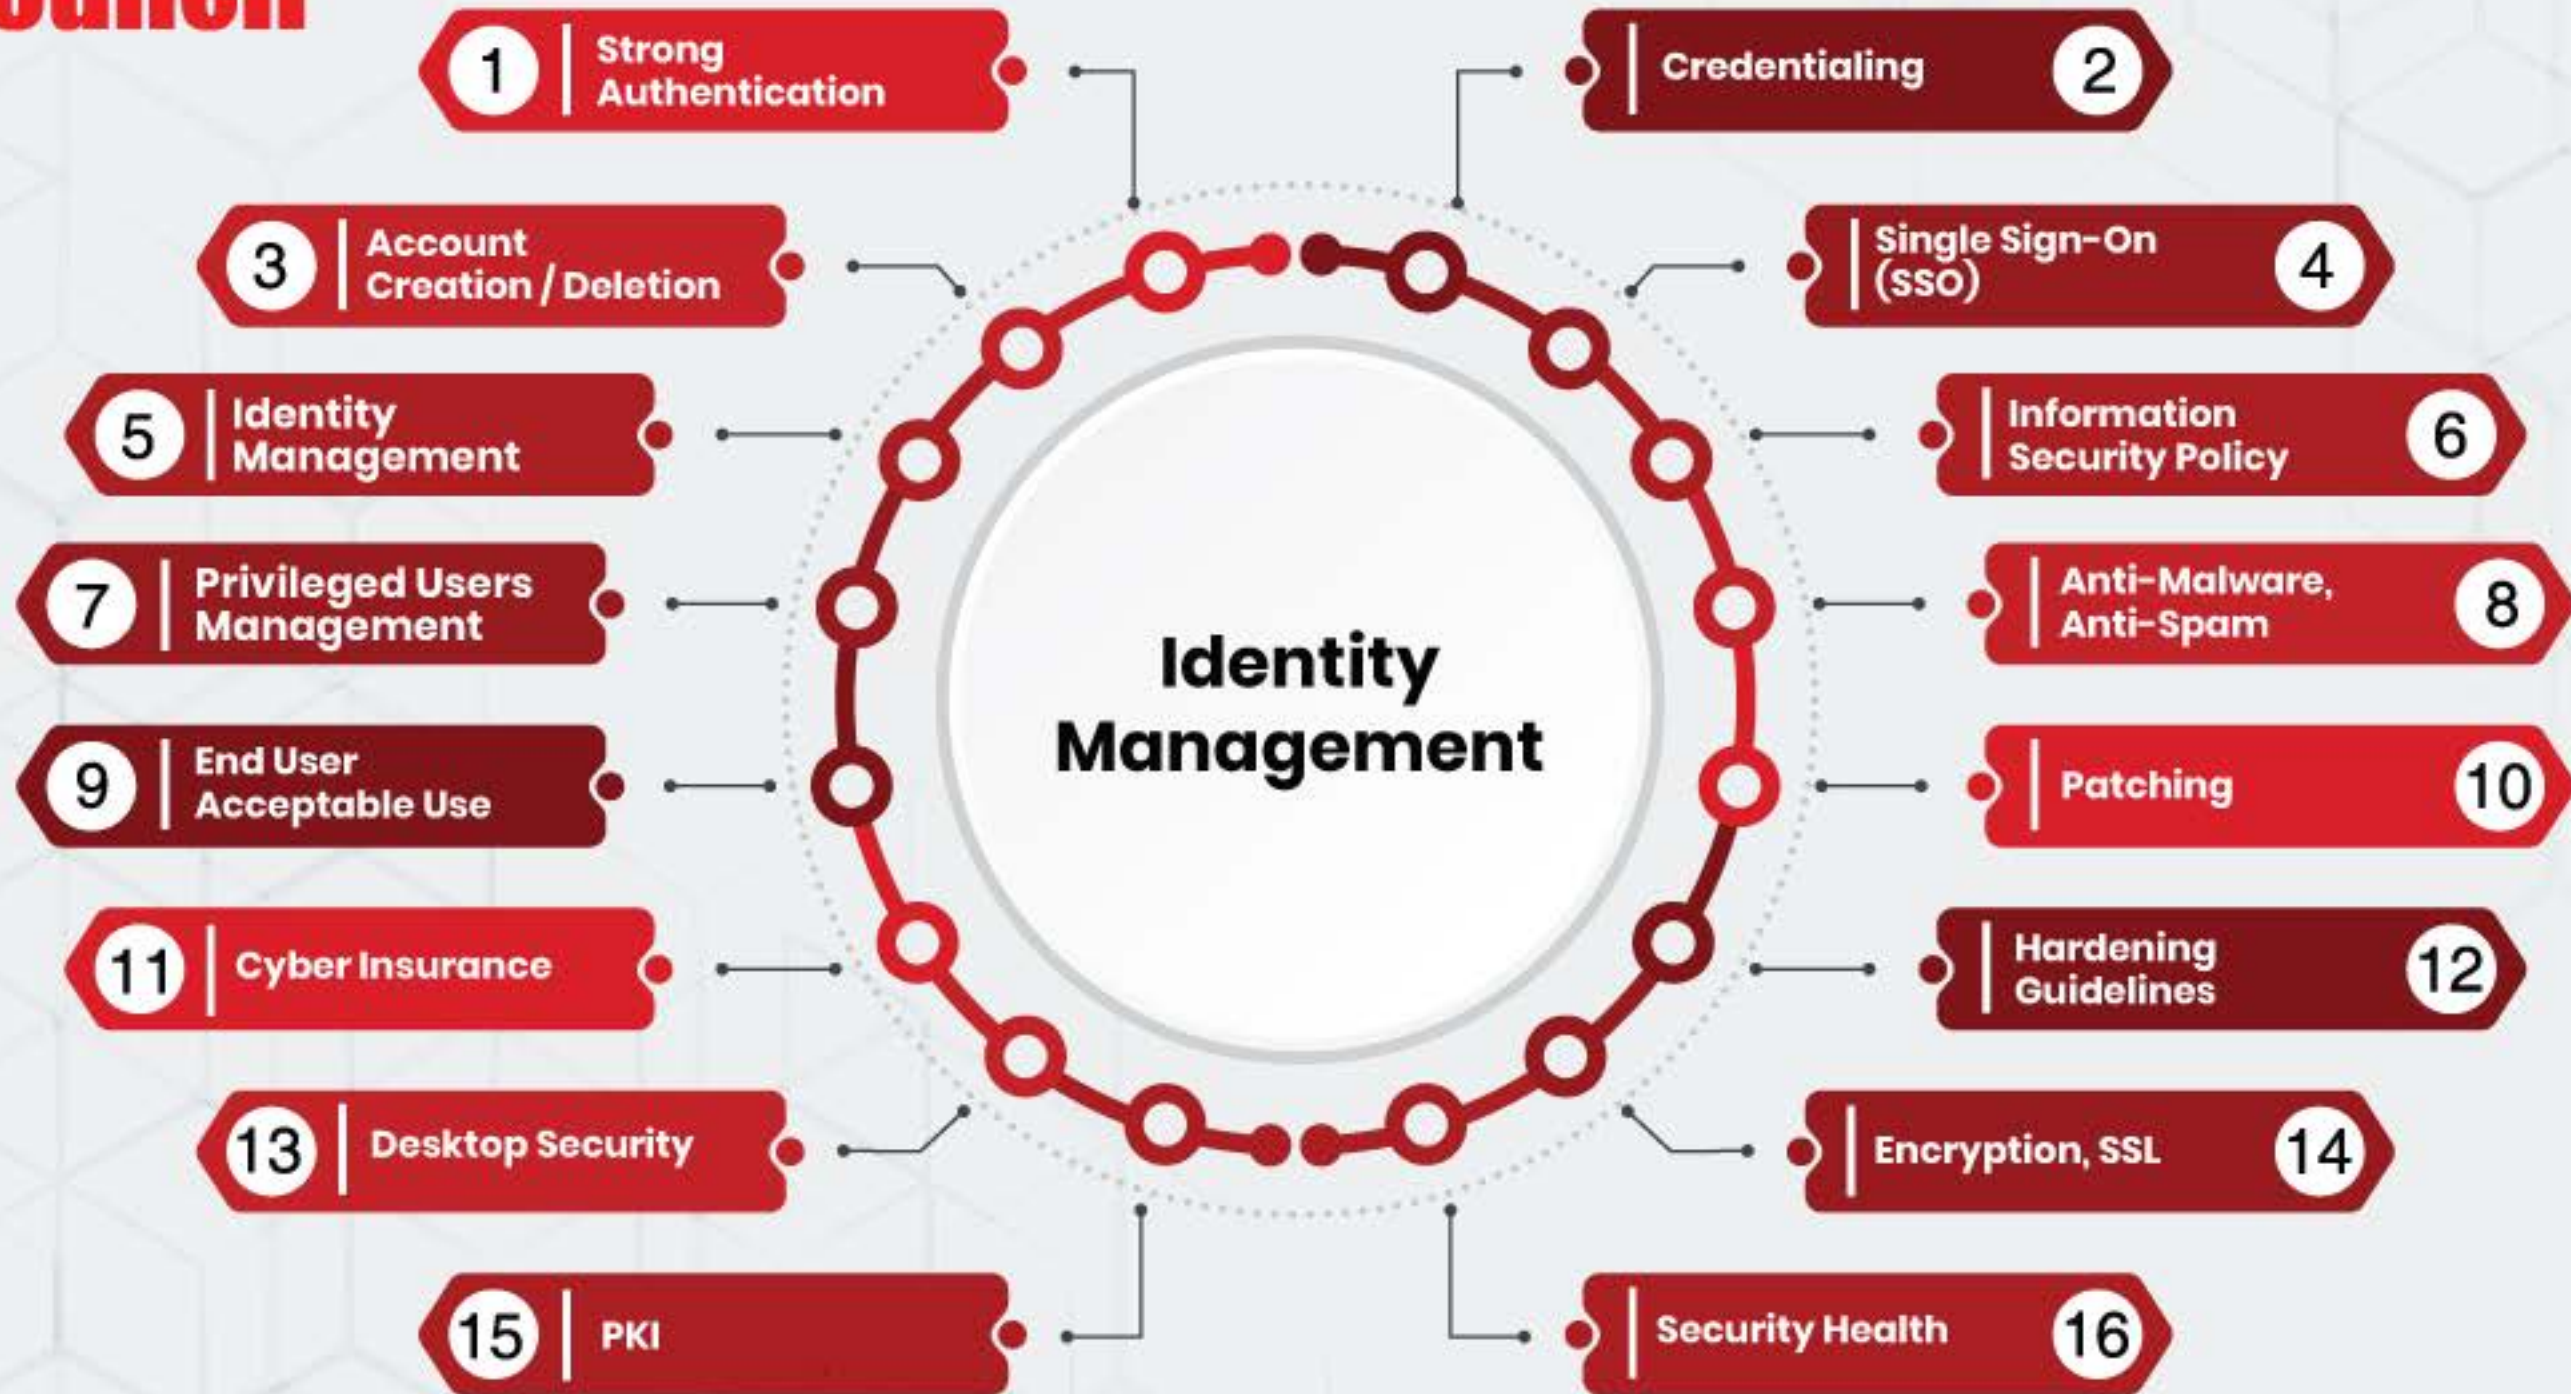 1
Strong
Authentication
Credentialing
2
3
Account
Creation / Deletion
Single Sign-On
(SSO)
4
5
Identity
Management
Information
Security Policy
6
7
Privileged Users
Management
Anti-Malware,
Anti-Spam
8
Identity
Management
9
End User
Acceptable Use
Patching
10
11
Cyber Insurance
Hardening
Guidelines
12
13
Desktop Security
Encryption, SSL
14
15
PKI
Security Health
16